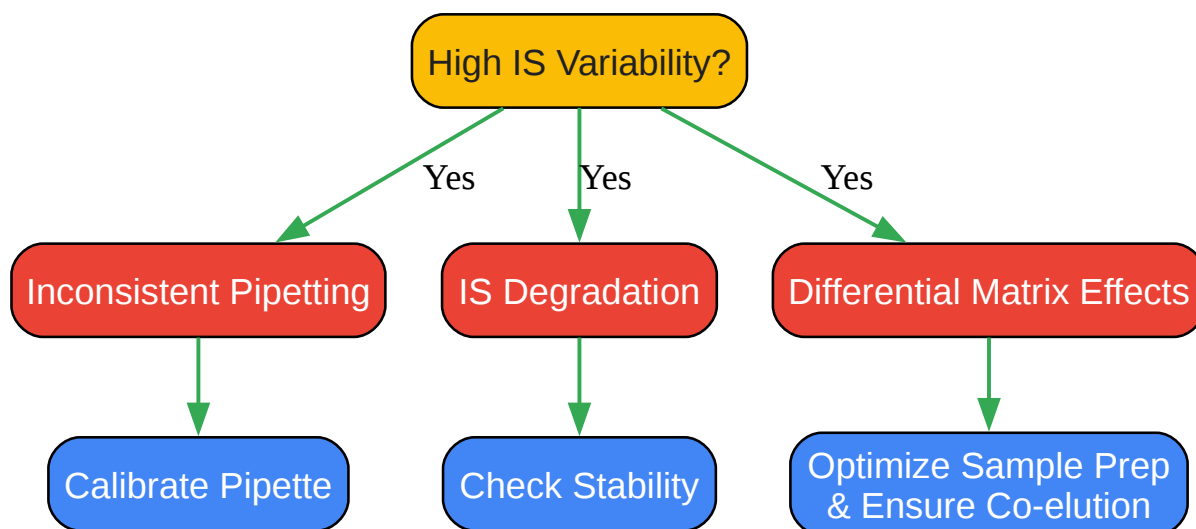 High IS Variability?
Yes
Yes
Yes
Inconsistent Pipetting
IS Degradation
Differential Matrix Effects
Calibrate Pipette
Check Stability
Optimize Sample Prep
& Ensure Co-elution